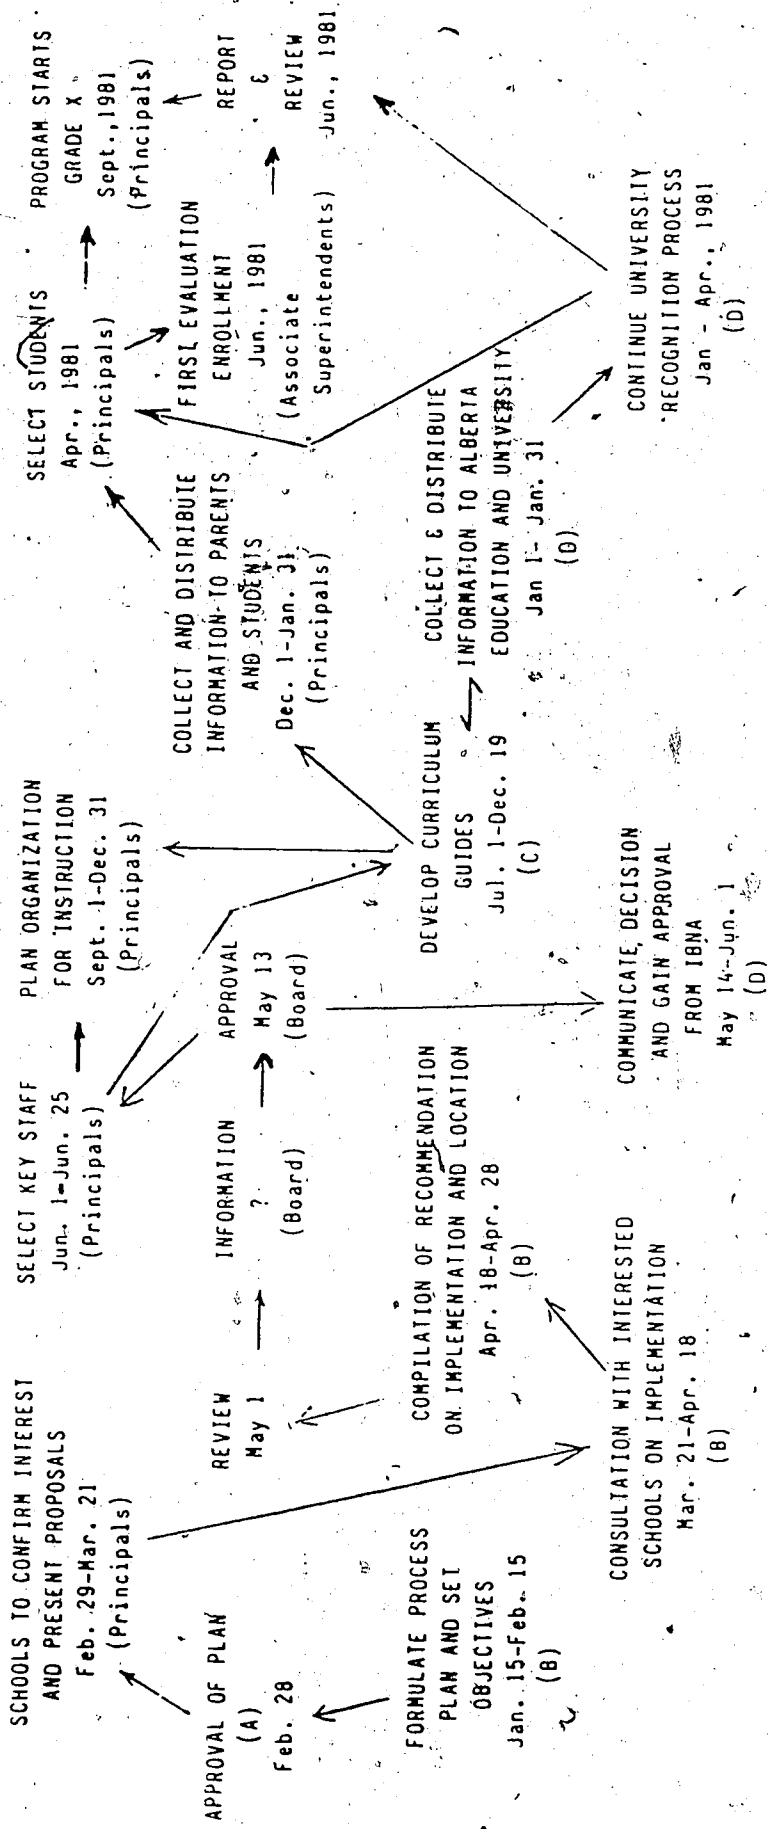 SCHOOLS TO CONFIRM INTEREST
AND PRESENT PROPOSALS
Feb. 29-Mar. 21
(Principals)
SELECT KEY STAFF
Jun. 1-Jun. 25
(Principals)
PLAN ORGANIZATION
FOR INSTRUCTION
Sept. 1-Dec. 31
(Principals)
SELECT STUDENTS
Apr., 1981
(Principals)
PROGRAM STARTS
GRADE X
Sept., 1981
(Principals)
APPROVAL OF PLAN
(A)
Feb. 28
REVIEW
May 1
INFORMATION
?
(Board)
APPROVAL
May 13
(Board)
COLLECT AND DISTRIBUTE
INFORMATION TO PARENTS
AND STUDENTS
Dec. 1-Jan. 31
(Principals)
FIRST EVALUATION
ENROLLMENT
Jun., 1981
(Associate
Superintendents)
REPORT
&
REVIEW
Jun., 1981
FORMULATE PROCESS
PLAN AND SET
OBJECTIVES
Jan. 15-Feb. 15
(B)
COMPILATION OF RECOMMENDATION
ON IMPLEMENTATION AND LOCATION
Apr. 18-Apr. 28
(B)
DEVELOP CURRICULUM
GUIDES
Jul. 1-Dec. 19
(C)
COLLECT & DISTRIBUTE
INFORMATION TO ALBERTA
EDUCATION AND UNIVERSITY
Jan 1- Jan. 31
(D)
CONSULTATION WITH INTERESTED
SCHOOLS ON IMPLEMENTATION
Mar. 21-Apr. 18
(B)
COMMUNICATE DECISION
AND GAIN APPROVAL
FROM IBNA
May 14-Jun. 1
(D)
CONTINUE UNIVERSITY
RECOGNITION PROCESS
Jan - Apr., 1981
(D)